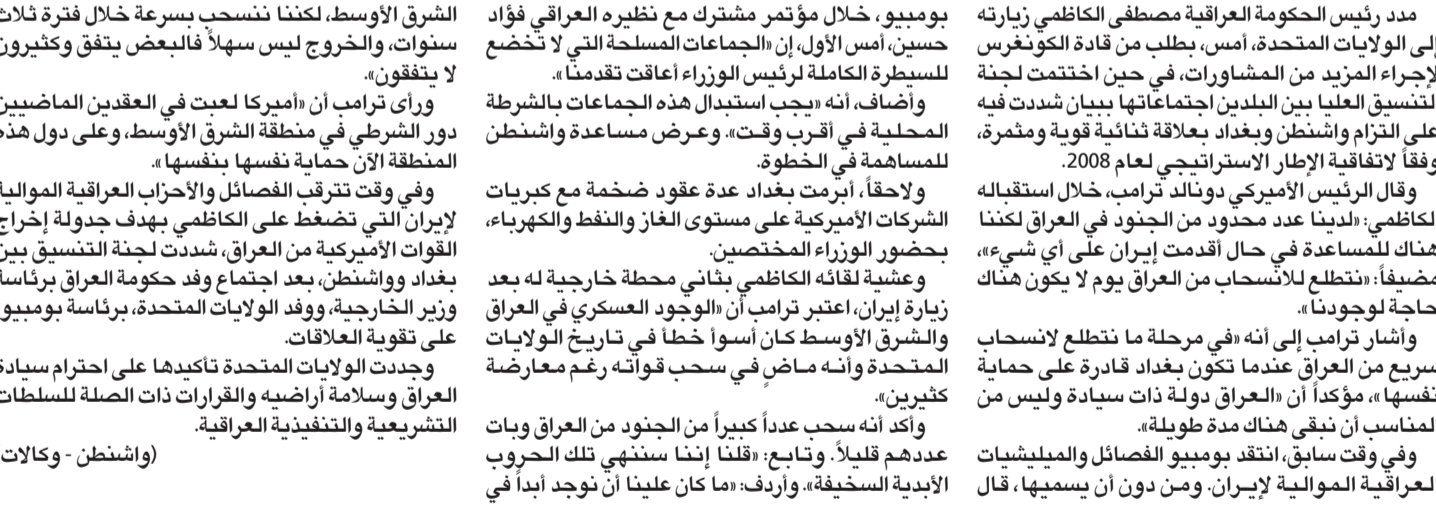 مدد رئيس الحكومة العراقية مصطفى الكاظمي زيارته
إلى الولايات المتحدة، أمس، بطلب من قادة الكونغرس
لإجراء المزيد من المشاورات، في حين اختتمت لجنة
التنسيق العليا بين البلدين اجتماعاتها ببيان شددت فيه
على التزام واشنطن وبغداد بعلاقة ثنائية قوية ومثمرة،
وفقاً لاتفاقية الإطار الاستراتيجي لعام 2008.
وقال الرئيس الأميركي دونالد ترامب، خلال استقباله
الكاظمي: «لدينا عدد محدود من الجنود في العراق لكننا
هناك للمساعدة في حال أقدمت إيران على أي شيء»،
مضيفاً: «نتطلع للانسحاب من العراق يوم لا يكون هناك
حاجة لوجودنا».
وأشار ترامب إلى أنه «في مرحلة ما نتطلع لانسحاب
سريع من العراق عندما تكون بغداد قادرة على حماية
نفسها»، مؤكداً أن «العراق دولة ذات سيادة وليس من
المناسب أن نبقى هناك مدة طويلة».
وفي وقت سابق، انتقد بومبيو الفصائل والميليشيات
العراقية الموالية لإيران. ومن دون أن يسميها، قال
بومبيو، خلال مؤتمر مشترك مع نظيره العراقي فؤاد
حسين، أمس الأول، إن «الجماعات المسلحة التي لا تخضع
للسيطرة الكاملة لرئيس الوزراء أعاقت تقدمنا».
وأضاف، أنه «يجب استبدال هذه الجماعات بالشرطة
المحلية في أقرب وقت». وعرض مساعدة واشنطن
للمساهمة في الخطوة.
ولاحقاً، أبرمت بغداد عدة عقود ضخمة مع كبريات
الشركات الأميركية على مستوى الغاز والنفط والكهرباء،
بحضور الوزراء المختصين.
وعشية لقائه الكاظمي بثاني محطة خارجية له بعد
زيارة إيران، اعتبر ترامب أن «الوجود العسكري في العراق
والشرق الأوسط كان أسوأ خطأ في تاريخ الولايات
المتحدة وأنه ماضٍ في سحب قواته رغم معارضة
كثيرين».
وأكد أنه سحب عدداً كبيراً من الجنود من العراق وبات
عددهم قليلاً. وتابع: «قلنا إننا سننهي تلك الحروب
الأبدية السخيفة». وأردف: «ما كان علينا أن نوجد أبداً في
الشرق الأوسط، لكننا ننسحب بسرعة خلال فترة ثلاث
سنوات، والخروج ليس سهلاً فالبعض يتفق وكثيرون
لا يتفقون».
ورأى ترامب أن «أميركا لعبت في العقدين الماضيين
دور الشرطي في منطقة الشرق الأوسط، وعلى دول هذه
المنطقة الآن حماية نفسها بنفسها».
وفي وقت تترقب الفصائل والأحزاب العراقية الموالية
لإيران التي تضغط على الكاظمي بهدف جدولة إخراج
القوات الأميركية من العراق، شددت لجنة التنسيق بين
بغداد وواشنطن، بعد اجتماع وفد حكومة العراق برئاسة
وزير الخارجية، ووفد الولايات المتحدة، برئاسة بومبيو،
على تقوية العلاقات.
وجددت الولايات المتحدة تأكيدها على احترام سيادة
العراق وسلامة أراضيه والقرارات ذات الصلة للسلطات
التشريعية والتنفيذية العراقية.
(واشنطن - وكالات)